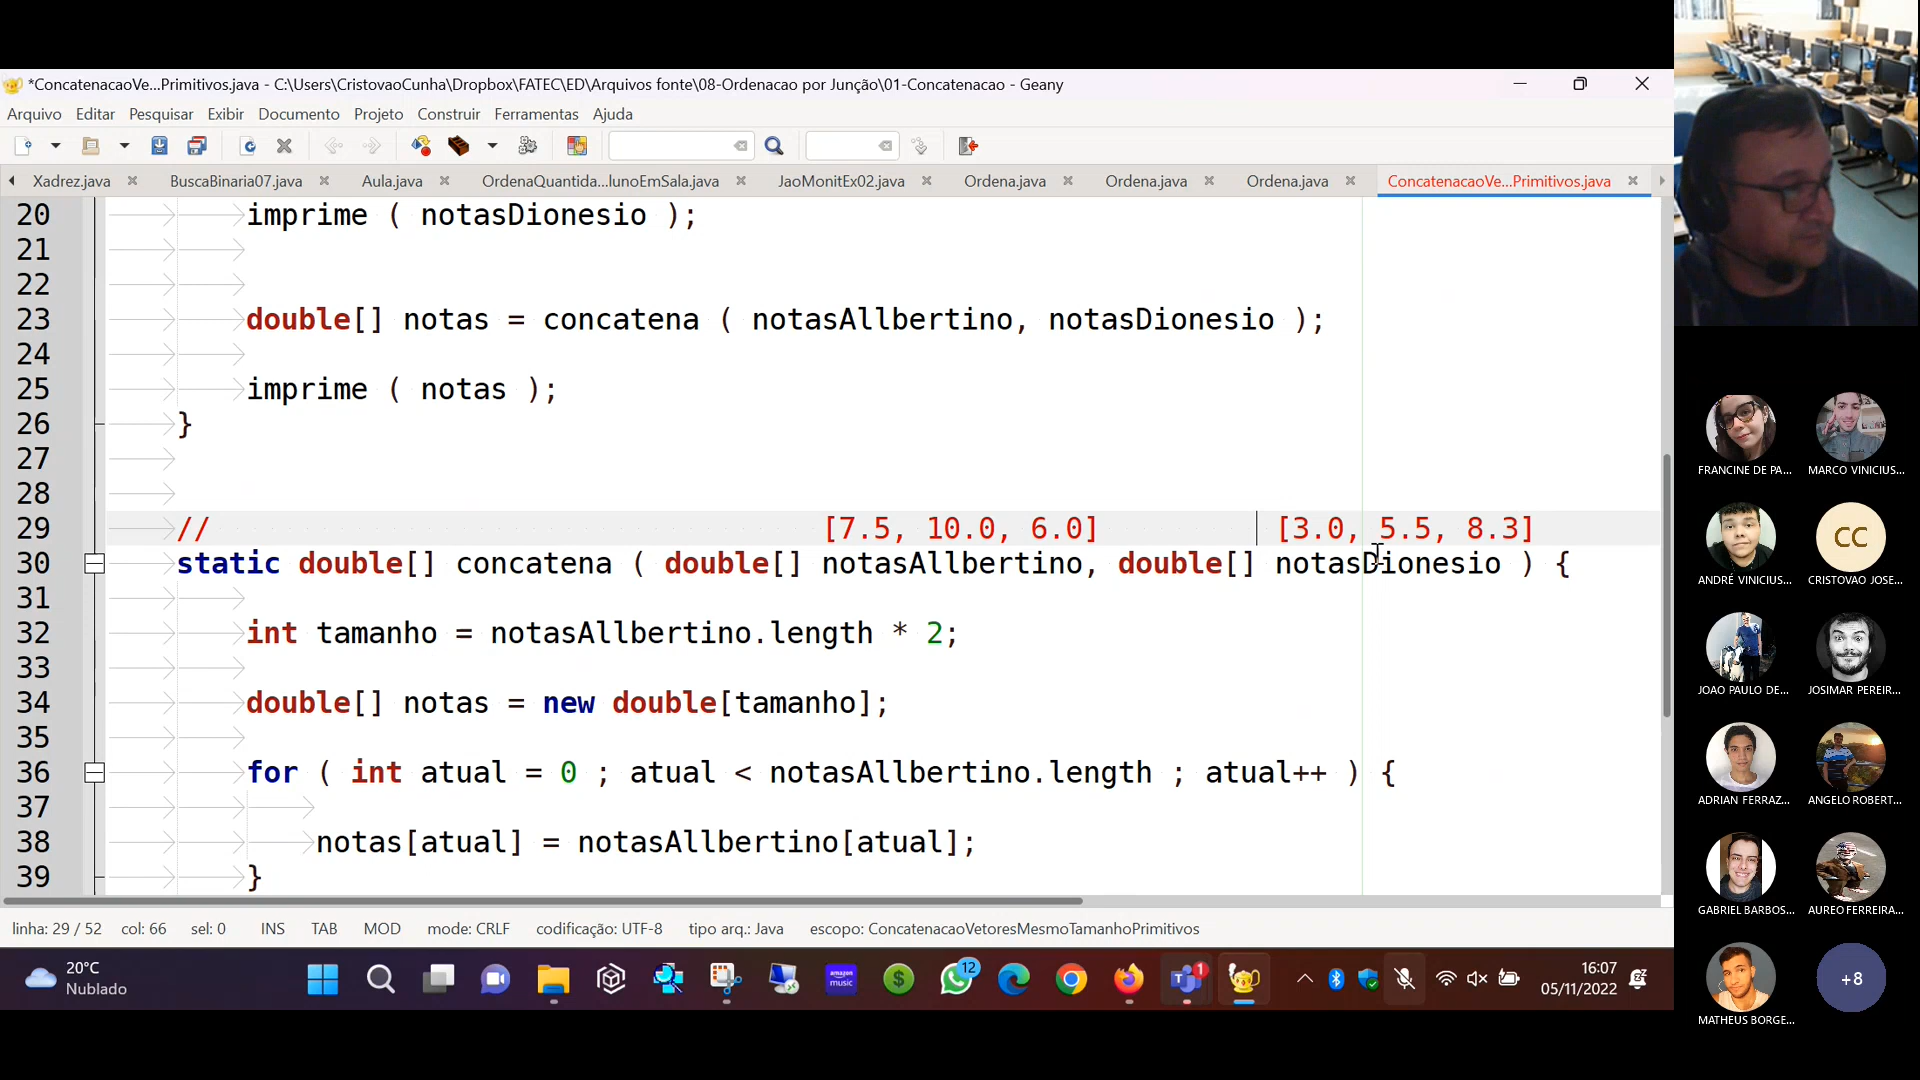 *ConcatenacaoVe...Primitivos.java - C:\Users\CristovaoCunha\Dropbox\FATEC\ED\Arquivos fonte\08-Ordenacao por Junção\01-Concatenacao - Geany
Arquivo Editar Pesquisar Exibir Documento Projeto Construir Ferramentas Ajuda
Xadrez.java BuscaBinaria07.java Aula.java OrdenaQuantida...lunoEmSala.java JaoMonitEx02.java Ordena.java Ordena.java Ordena.java ConcatenacaoVe...Primitivos.java
20 imprime ( notasDionesio );
21
22
23 double[] notas = concatena ( notasAllbertino, notasDionesio );
24
25 imprime ( notas );
26 }
27
28
29 // [7.5, 10.0, 6.0] [3.0, 5.5, 8.3]
30 static double[] concatena ( double[] notasAllbertino, double[] notasDionesio ) {
31
32 int tamanho = notasAllbertino.length * 2;
33
34 double[] notas = new double[tamanho];
35
36 for ( int atual = 0 ; atual < notasAllbertino.length ; atual++ ) {
37
38 notas[atual] = notasAllbertino[atual];
39 }
linha: 29 / 52 col: 66 sel: 0 INS TAB MOD mode: CRLF codificação: UTF-8 tipo arq.: Java escopo: ConcatenacaoVetoresMesmoTamanhoPrimitivos
20°C
Nublado
amazon music
$
12
1
16:07
05/11/2022
FRANCINE DE PA... MARCO VINICIUS...
CC
ANDRÉ VINICIUS... CRISTOVAO JOSE...
JOAO PAULO DE... JOSIMAR PEREIR...
ADRIAN FERRAZ... ANGELO ROBERT...
GABRIEL BARBOS... AUREO FERREIRA...
+8
MATHEUS BORGE...